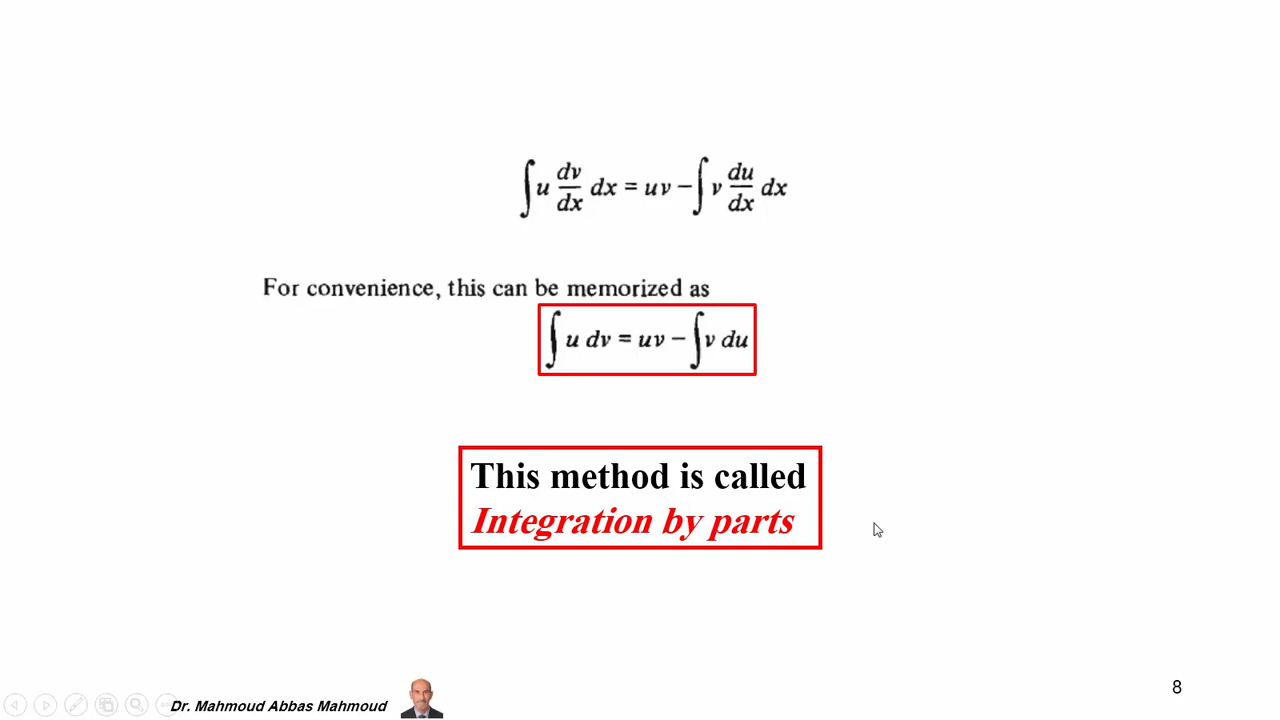 ∫ u dv/dx dx = uv − ∫ v du/dx dx
For convenience, this can be memorized as
∫ u dv = uv − ∫ v du
This method is called
Integration by parts
Dr. Mahmoud Abbas Mahmoud
8